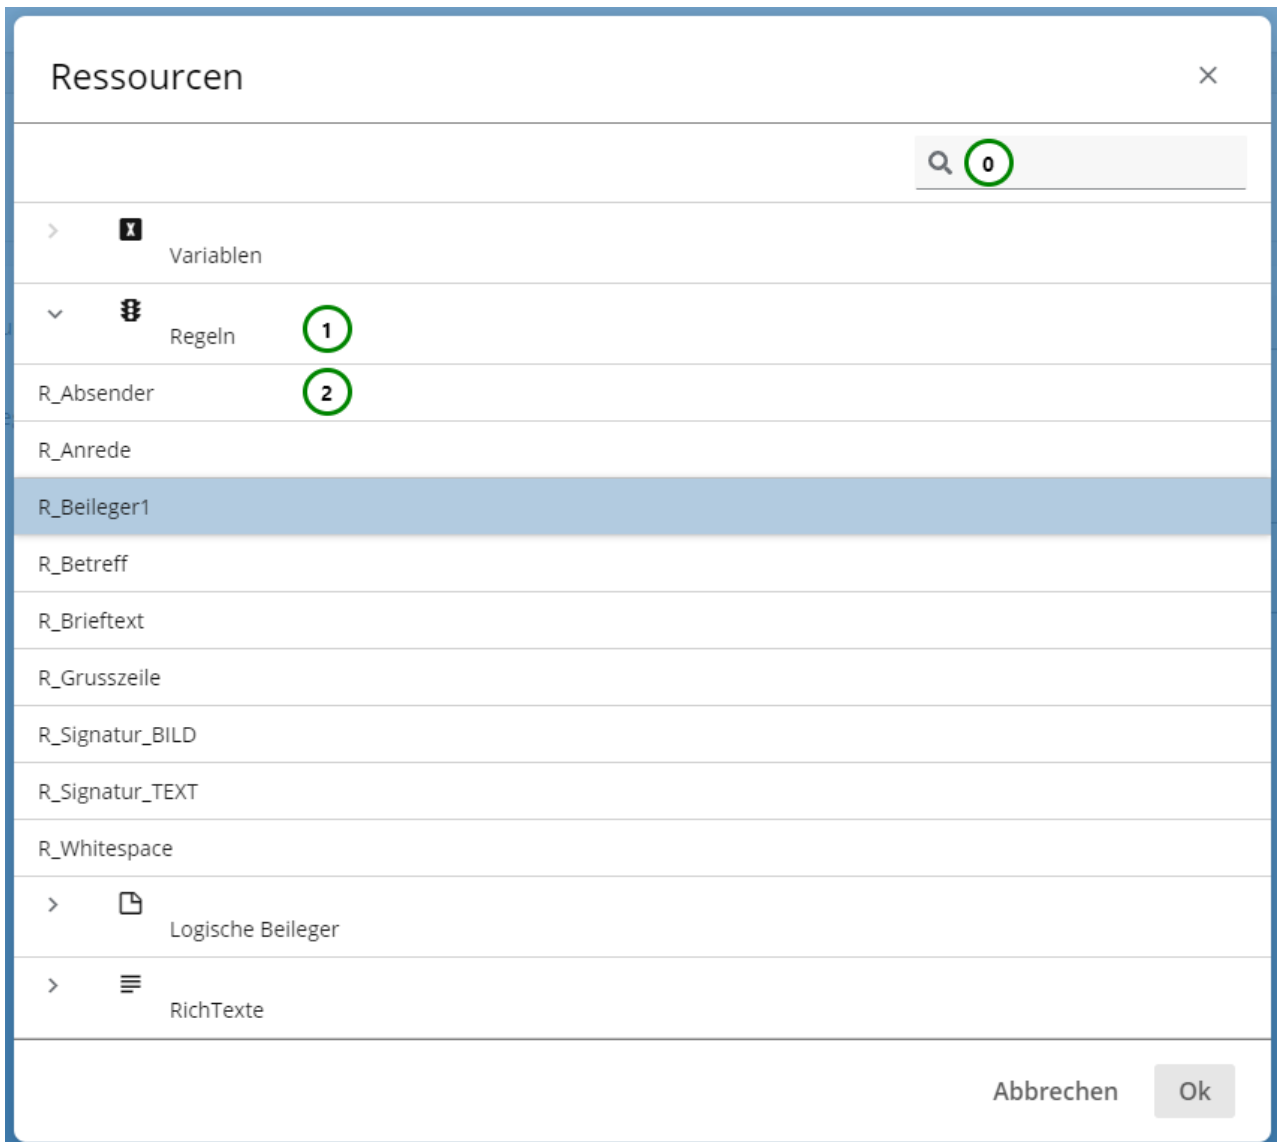 Ressourcen
0
Variablen
Regeln 1
R_Absender 2
R_Anrede
R_Beileger1
R_Betreff
R_Brieftext
R_Grusszeile
R_Signatur_BILD
R_Signatur_TEXT
R_Whitespace
Logische Beileger
RichTexte
Abbrechen Ok